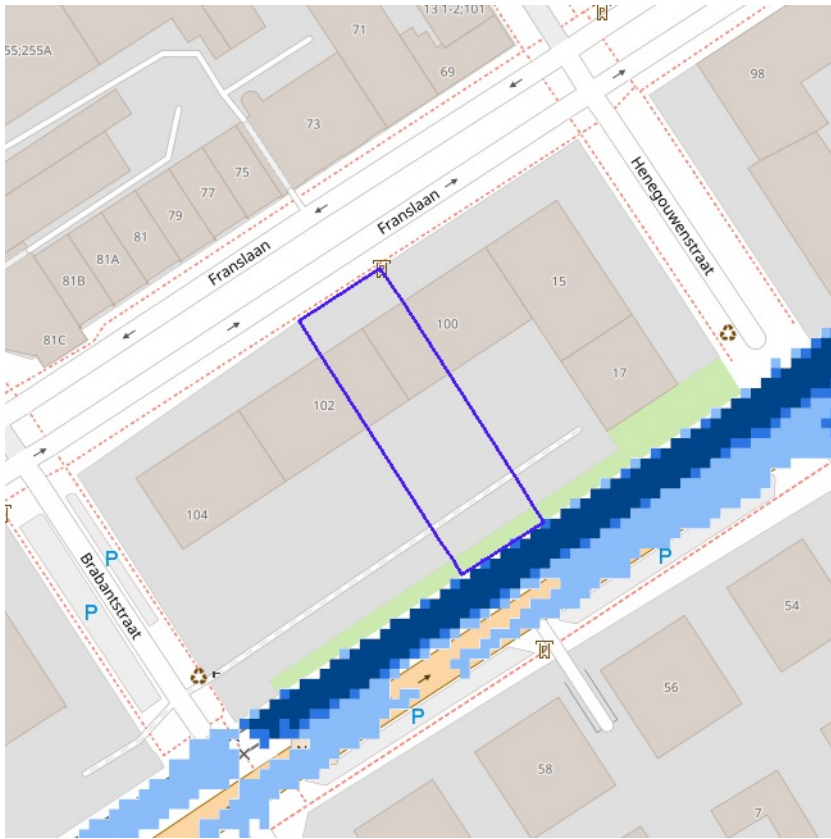 13 1-2;101
55;255A
71
69
98
73
75
77
79
81
81A
81B
81C
Franslaan
Franslaan
Henegouwenstraat
15
100
17
102
104
Brabantstraat
P
P
P
54
56
P
58
7